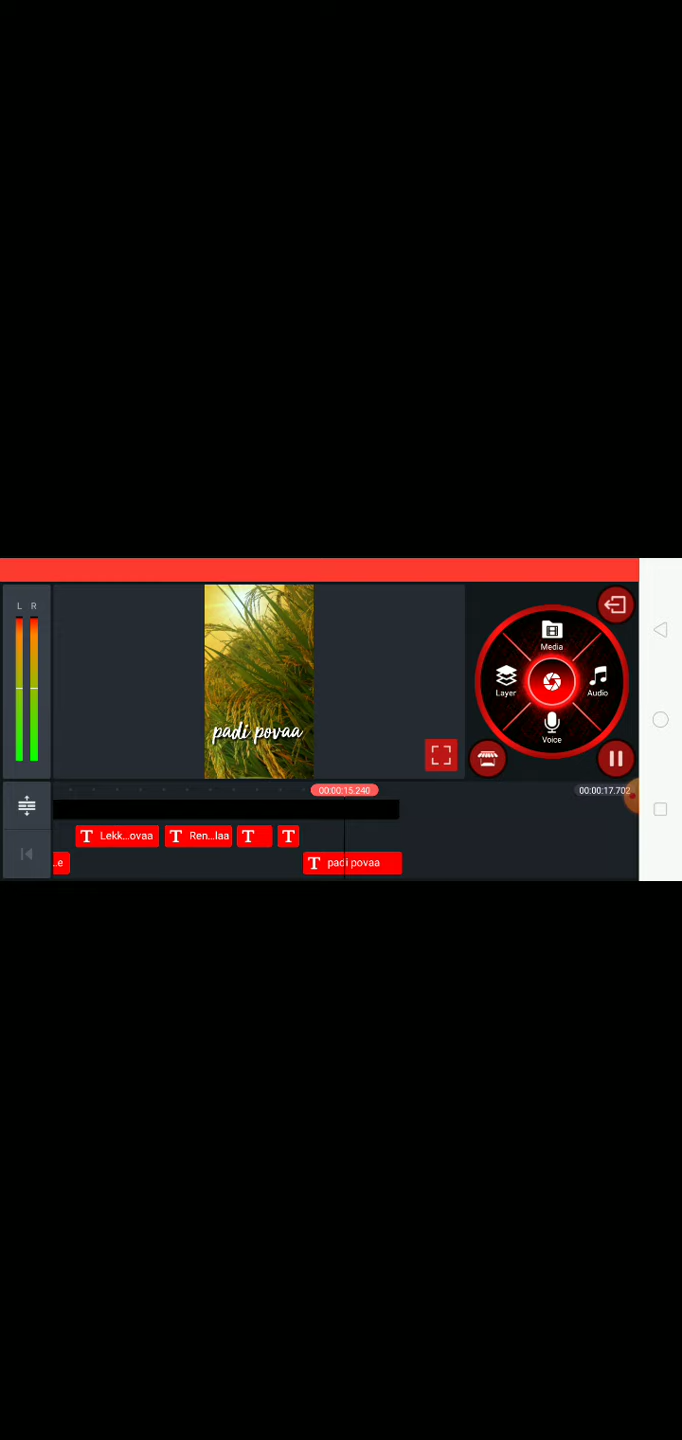 L R
Media
Layer
Audio
Voice
padi povaa
00:00:15.240
00:00:17.702
T Lekk...ovaa
T Ren...laa
T
T
...e
T padi povaa